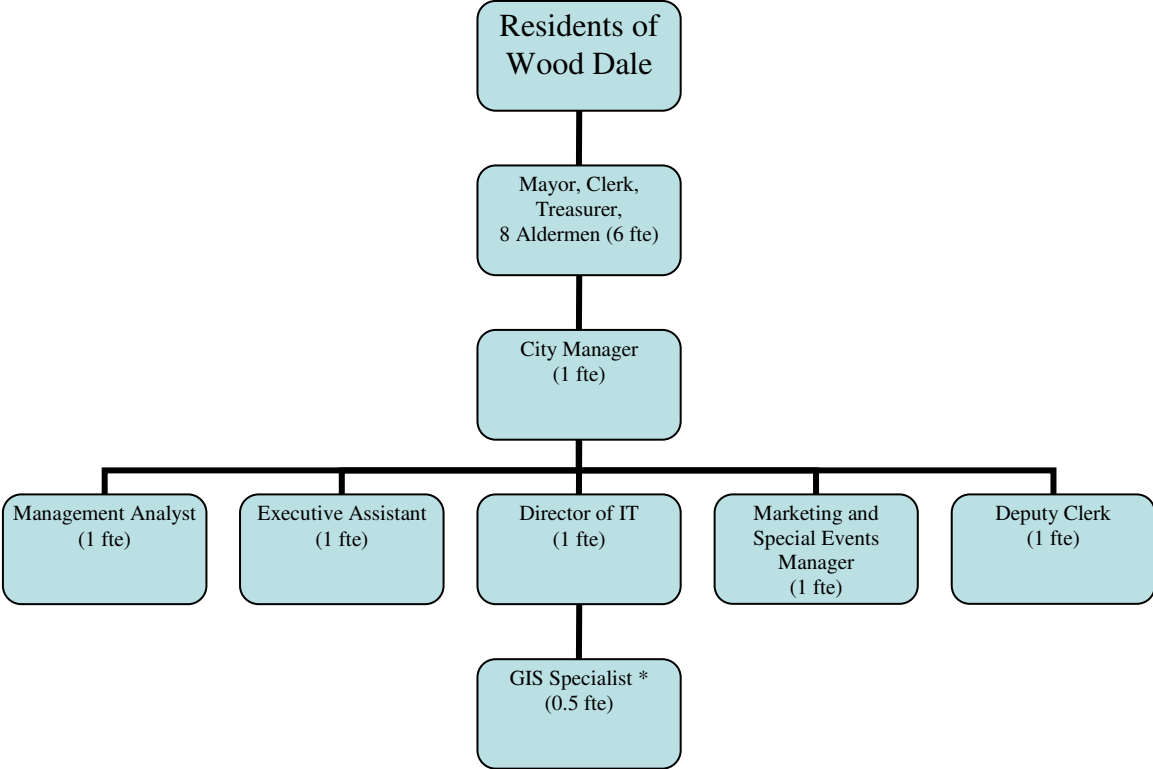 Residents of
Wood Dale
Mayor, Clerk,
Treasurer,
8 Aldermen (6 fte)
City Manager
(1 fte)
Management Analyst
(1 fte)
Executive Assistant
(1 fte)
Director of IT
(1 fte)
Marketing and
Special Events
Manager
(1 fte)
Deputy Clerk
(1 fte)
GIS Specialist *
(0.5 fte)